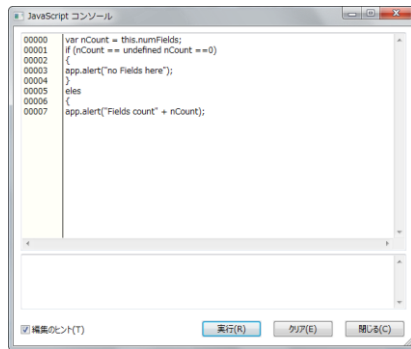 JavaScript コンソール
00000 var nCount = this.numFields;
00001 if (nCount == undefined nCount ==0)
00002 {
00003 app.alert("no Fields here");
00004 }
00005 eles
00006 {
00007 app.alert("Fields count" + nCount);
編集のヒント(T) 実行(R) クリア(E) 閉じる(C)